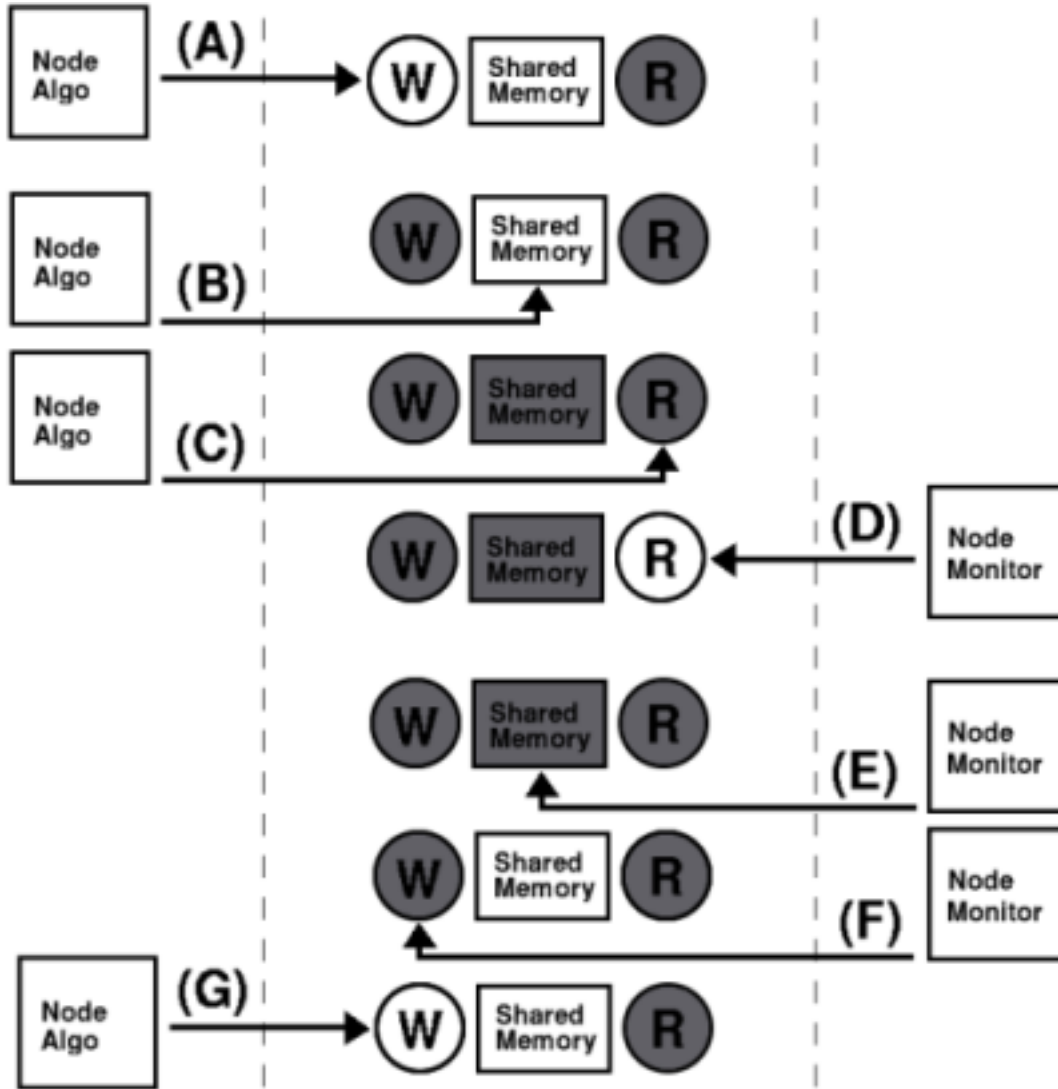 Node
Algo
(A)
W
Shared
Memory
R
Node
Algo
(B)
W
Shared
Memory
R
Node
Algo
(C)
W
Shared
Memory
R
W
Shared
Memory
R
(D)
Node
Monitor
W
Shared
Memory
R
(E)
Node
Monitor
W
Shared
Memory
R
(F)
Node
Monitor
Node
Algo
(G)
W
Shared
Memory
R